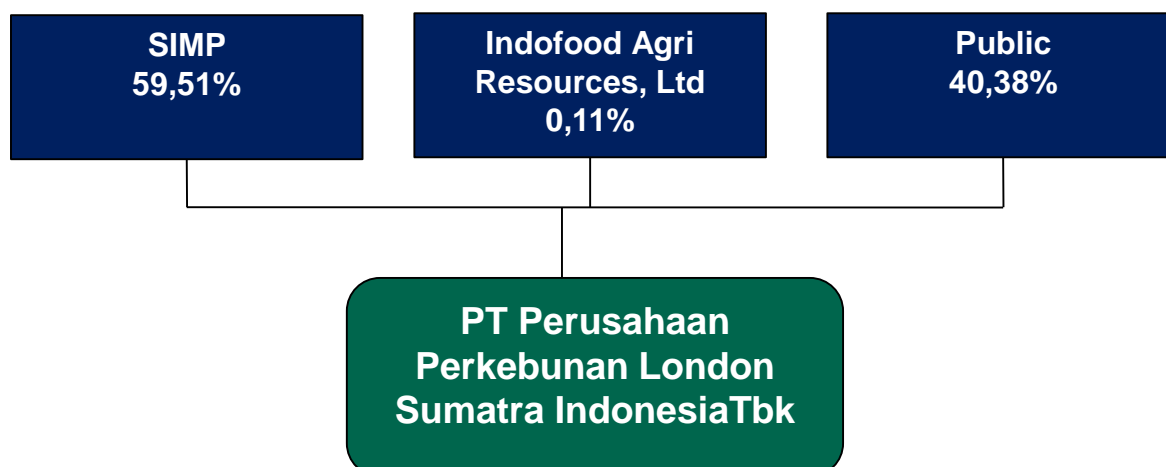 SIMP
59,51%
Indofood Agri
Resources, Ltd
0,11%
Public
40,38%
PT Perusahaan
Perkebunan London
Sumatra IndonesiaTbk